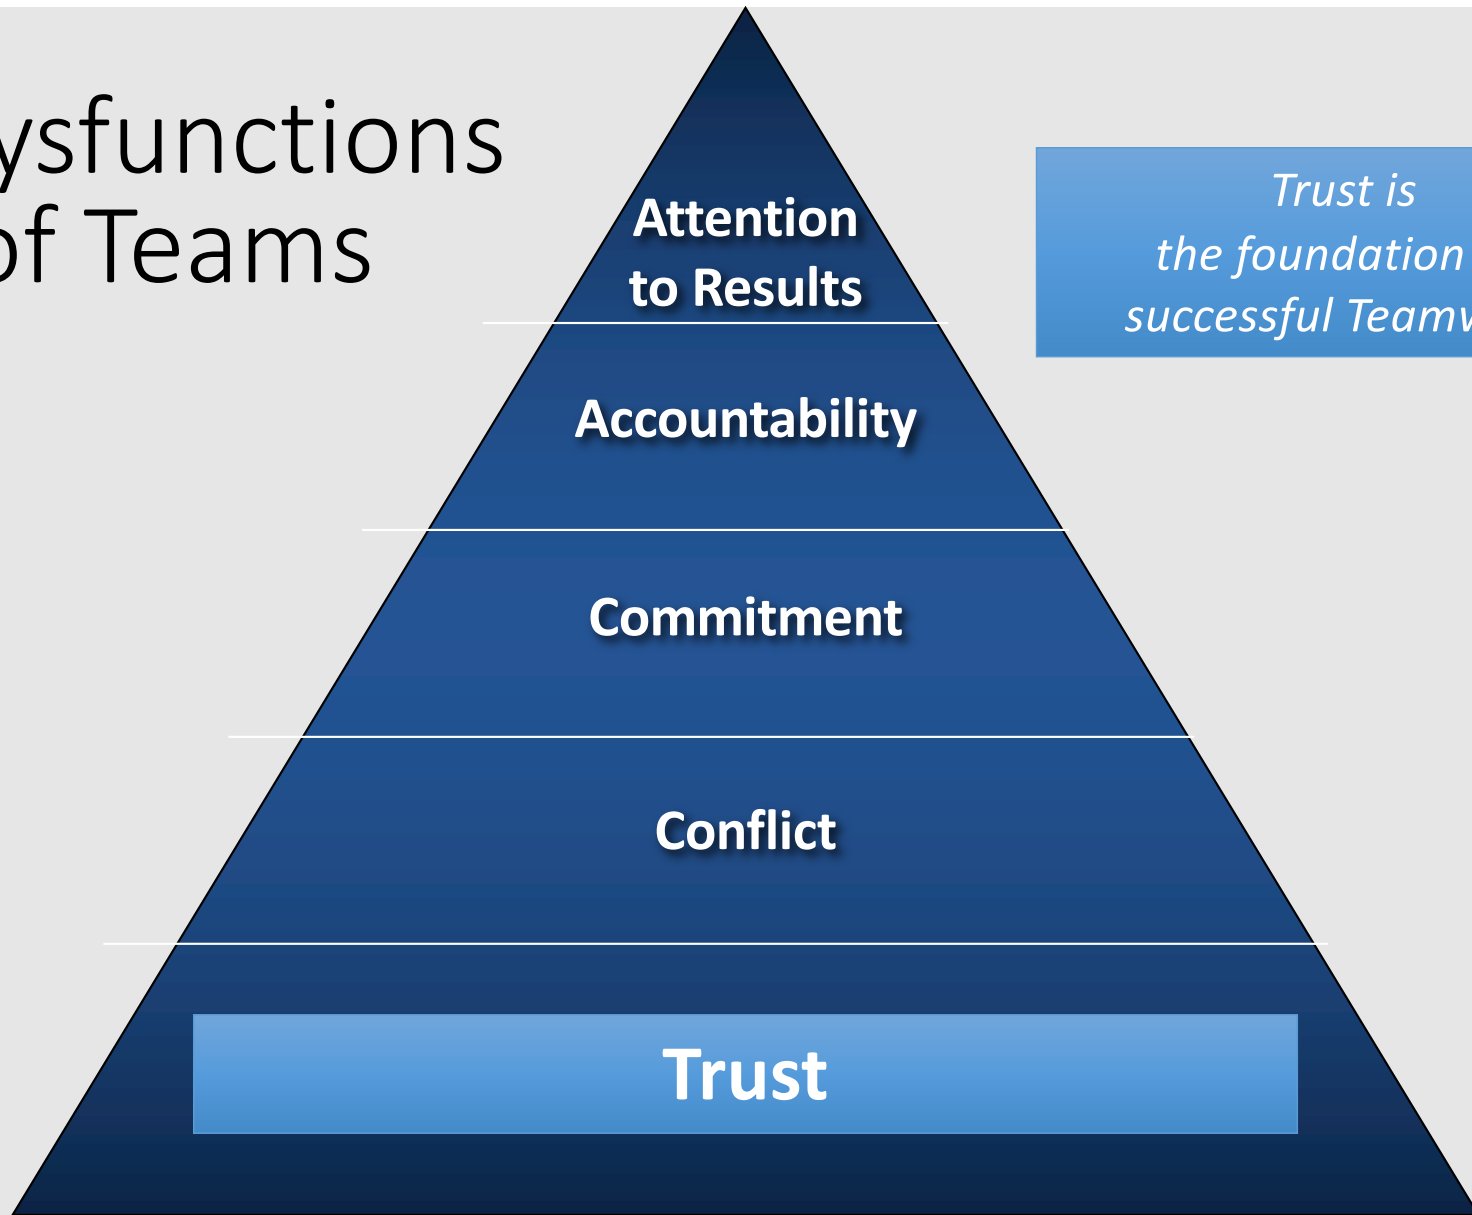 ysfunctions
of Teams
Trust is
the foundation
successful Teamw
Attention
to Results
Accountability
Commitment
Conflict
Trust